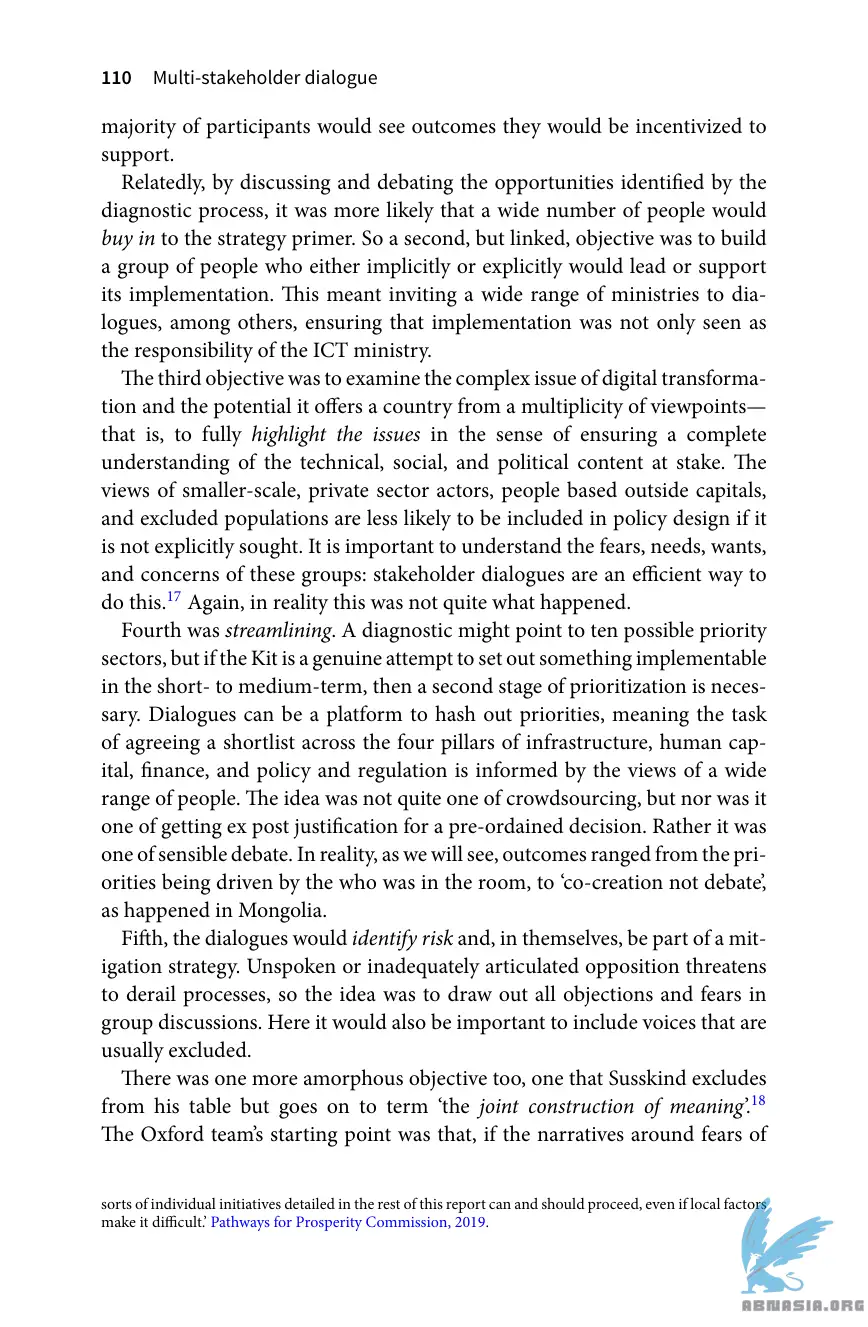 110 Multi-stakeholder dialogue
majority of participants would see outcomes they would be incentivized to
support.
Relatedly, by discussing and debating the opportunities identified by the
diagnostic process, it was more likely that a wide number of people would
buy in to the strategy primer. So a second, but linked, objective was to build
a group of people who either implicitly or explicitly would lead or support
its implementation. This meant inviting a wide range of ministries to dia-
logues, among others, ensuring that implementation was not only seen as
the responsibility of the ICT ministry.
The third objective was to examine the complex issue of digital transforma-
tion and the potential it offers a country from a multiplicity of viewpoints—
that is, to fully highlight the issues in the sense of ensuring a complete
understanding of the technical, social, and political content at stake. The
views of smaller-scale, private sector actors, people based outside capitals,
and excluded populations are less likely to be included in policy design if it
is not explicitly sought. It is important to understand the fears, needs, wants,
and concerns of these groups: stakeholder dialogues are an efficient way to
do this.17 Again, in reality this was not quite what happened.
Fourth was streamlining. A diagnostic might point to ten possible priority
sectors, but if the Kit is a genuine attempt to set out something implementable
in the short- to medium-term, then a second stage of prioritization is neces-
sary. Dialogues can be a platform to hash out priorities, meaning the task
of agreeing a shortlist across the four pillars of infrastructure, human cap-
ital, finance, and policy and regulation is informed by the views of a wide
range of people. The idea was not quite one of crowdsourcing, but nor was it
one of getting ex post justification for a pre-ordained decision. Rather it was
one of sensible debate. In reality, as we will see, outcomes ranged from the pri-
orities being driven by the who was in the room, to ‘co-creation not debate’,
as happened in Mongolia.
Fifth, the dialogues would identify risk and, in themselves, be part of a mit-
igation strategy. Unspoken or inadequately articulated opposition threatens
to derail processes, so the idea was to draw out all objections and fears in
group discussions. Here it would also be important to include voices that are
usually excluded.
There was one more amorphous objective too, one that Susskind excludes
from his table but goes on to term ‘the joint construction of meaning’.18
The Oxford team’s starting point was that, if the narratives around fears of
sorts of individual initiatives detailed in the rest of this report can and should proceed, even if local factors
make it difficult.’ Pathways for Prosperity Commission, 2019.
ABNASIA.ORG